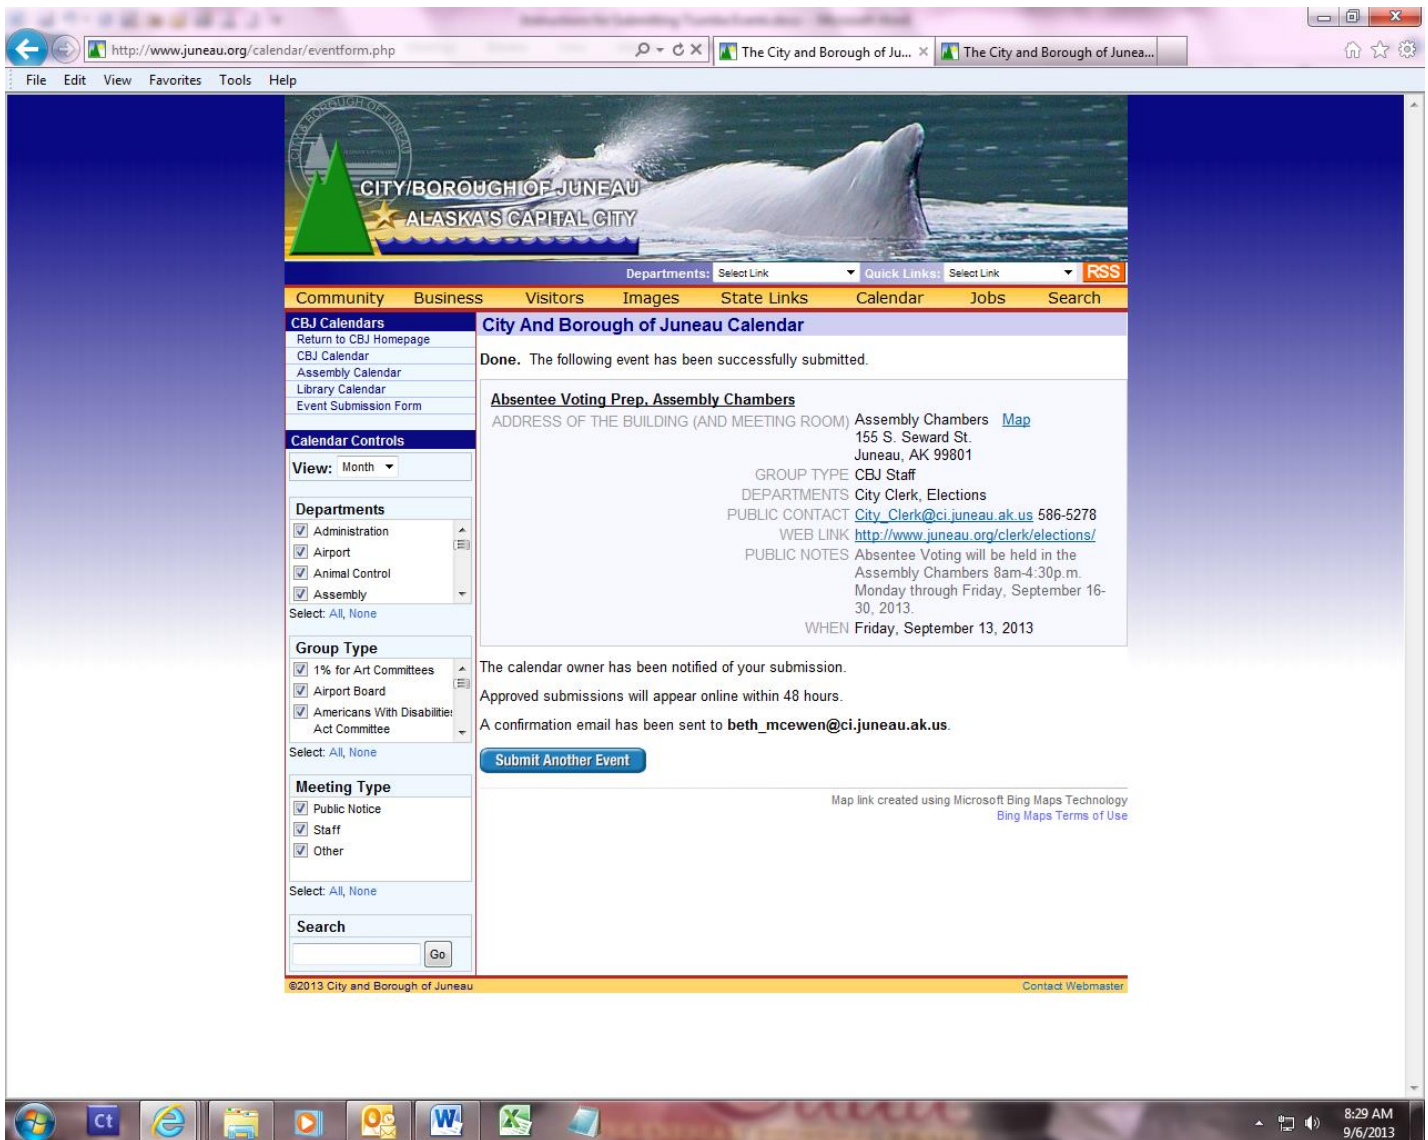 Instructions for Submitting Trumba Events.docx - Microsoft Word
http://www.juneau.org/calendar/eventform.php
The City and Borough of Ju...
The City and Borough of Junea...
File Edit View Favorites Tools Help
CITY & BOROUGH OF JUNEAU
CITY/BOROUGH OF JUNEAU
ALASKA'S CAPITAL CITY
Departments: Select Link Quick Links: Select Link RSS
Community Business Visitors Images State Links Calendar Jobs Search
CBJ Calendars
Return to CBJ Homepage
CBJ Calendar
Assembly Calendar
Library Calendar
Event Submission Form
Calendar Controls
View: Month
Departments
Administration
Airport
Animal Control
Assembly
Select: All, None
Group Type
1% for Art Committees
Airport Board
Americans With Disabilities
Act Committee
Select: All, None
Meeting Type
Public Notice
Staff
Other
Select: All, None
Search
Go
City And Borough of Juneau Calendar
Done. The following event has been successfully submitted.
Absentee Voting Prep, Assembly Chambers
ADDRESS OF THE BUILDING (AND MEETING ROOM) Assembly Chambers Map
155 S. Seward St.
Juneau, AK 99801
GROUP TYPE CBJ Staff
DEPARTMENTS City Clerk, Elections
PUBLIC CONTACT City_Clerk@ci.juneau.ak.us 586-5278
WEB LINK http://www.juneau.org/clerk/elections/
PUBLIC NOTES Absentee Voting will be held in the
Assembly Chambers 8am-4:30p.m.
Monday through Friday, September 16-
30, 2013.
WHEN Friday, September 13, 2013
The calendar owner has been notified of your submission.
Approved submissions will appear online within 48 hours.
A confirmation email has been sent to beth_mcewen@ci.juneau.ak.us.
Submit Another Event
Map link created using Microsoft Bing Maps Technology
Bing Maps Terms of Use
©2013 City and Borough of Juneau
Contact Webmaster
Ct
8:29 AM
9/6/2013